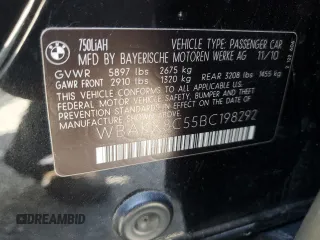 750LiAH
VEHICLE TYPE: PASSENGER CAR
MFD BY BAYERISCHE MOTOREN WERKE AG 11/10
GVWR 5897 lbs 2675 kg
GAWR FRONT 2910 lbs 1320 kg REAR 3208 lbs 1455 kg
THIS VEHICLE CONFORMS TO ALL APPLICABLE FEDERAL MOTOR VEHICLE SAFETY, BUMPER, AND THEFT PREVENTION STANDARDS IN EFFECT ON THE DATE OF MANUFACTURE SHOWN ABOVE.
C55BC198292
DREAMBID